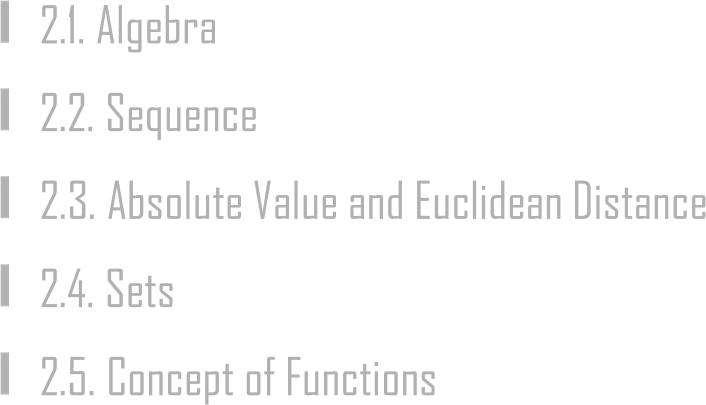 2.1. Algebra
2.2. Sequence
2.3. Absolute Value and Euclidean Distance
2.4. Sets
2.5. Concept of Functions